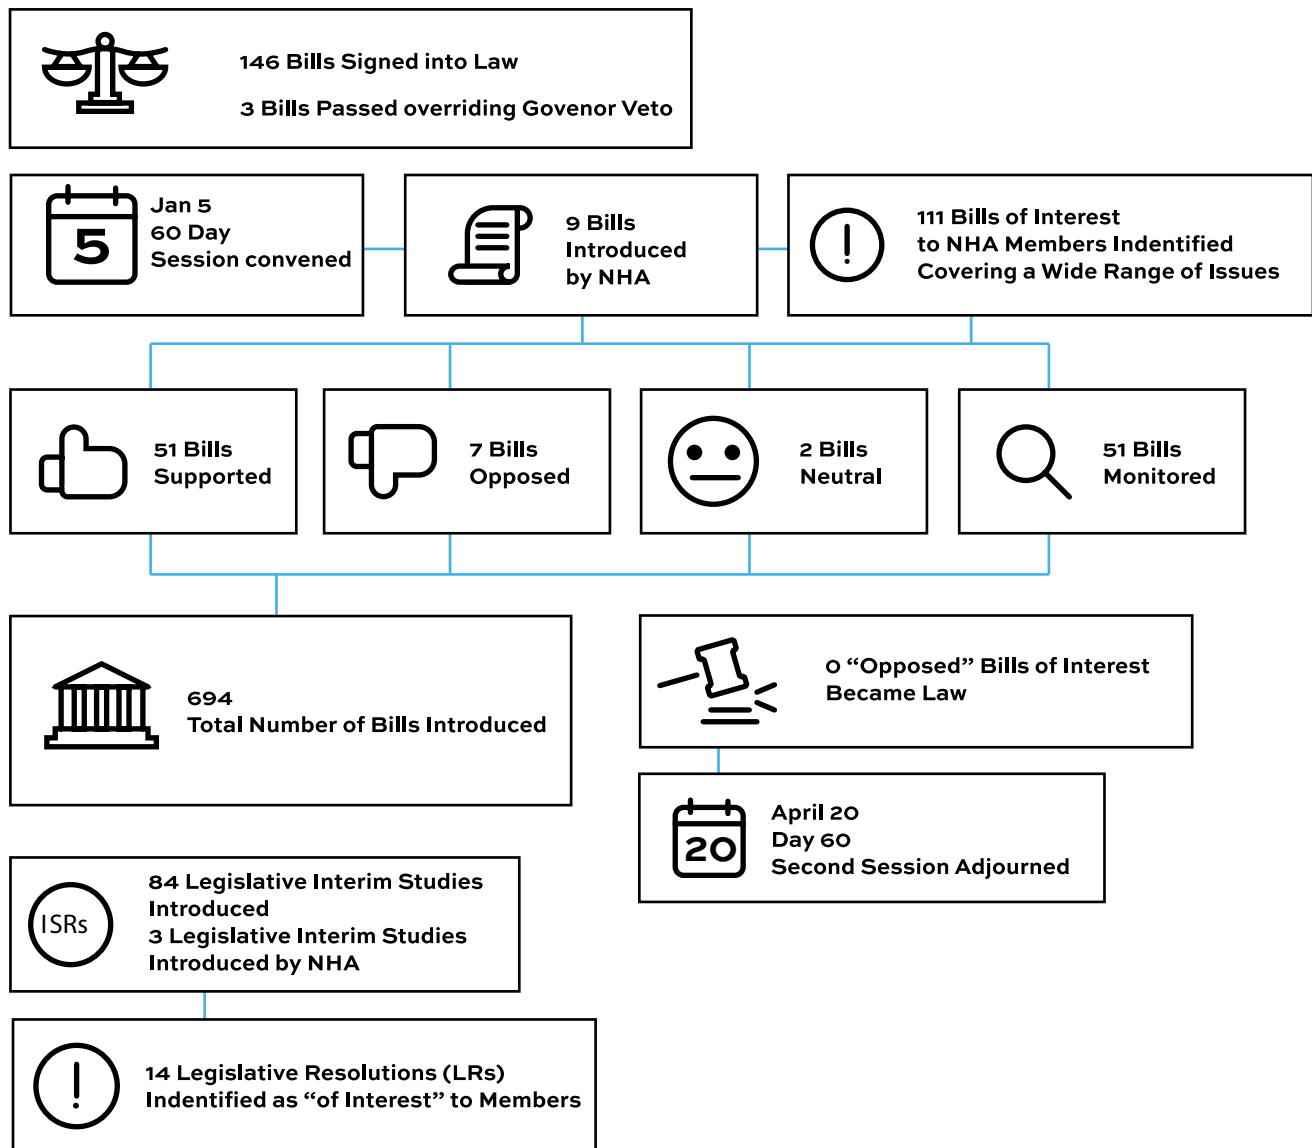 146 Bills Signed into Law
3 Bills Passed overriding Govenor Veto
5
Jan 5
60 Day
Session convened
9 Bills
Introduced
by NHA
111 Bills of Interest
to NHA Members Indentified
Covering a Wide Range of Issues
51 Bills
Supported
7 Bills
Opposed
2 Bills
Neutral
51 Bills
Monitored
694
Total Number of Bills Introduced
0 “Opposed” Bills of Interest
Became Law
20
April 20
Day 60
Second Session Adjourned
ISRs
84 Legislative Interim Studies
Introduced
3 Legislative Interim Studies
Introduced by NHA
14 Legislative Resolutions (LRs)
Indentified as “of Interest” to Members